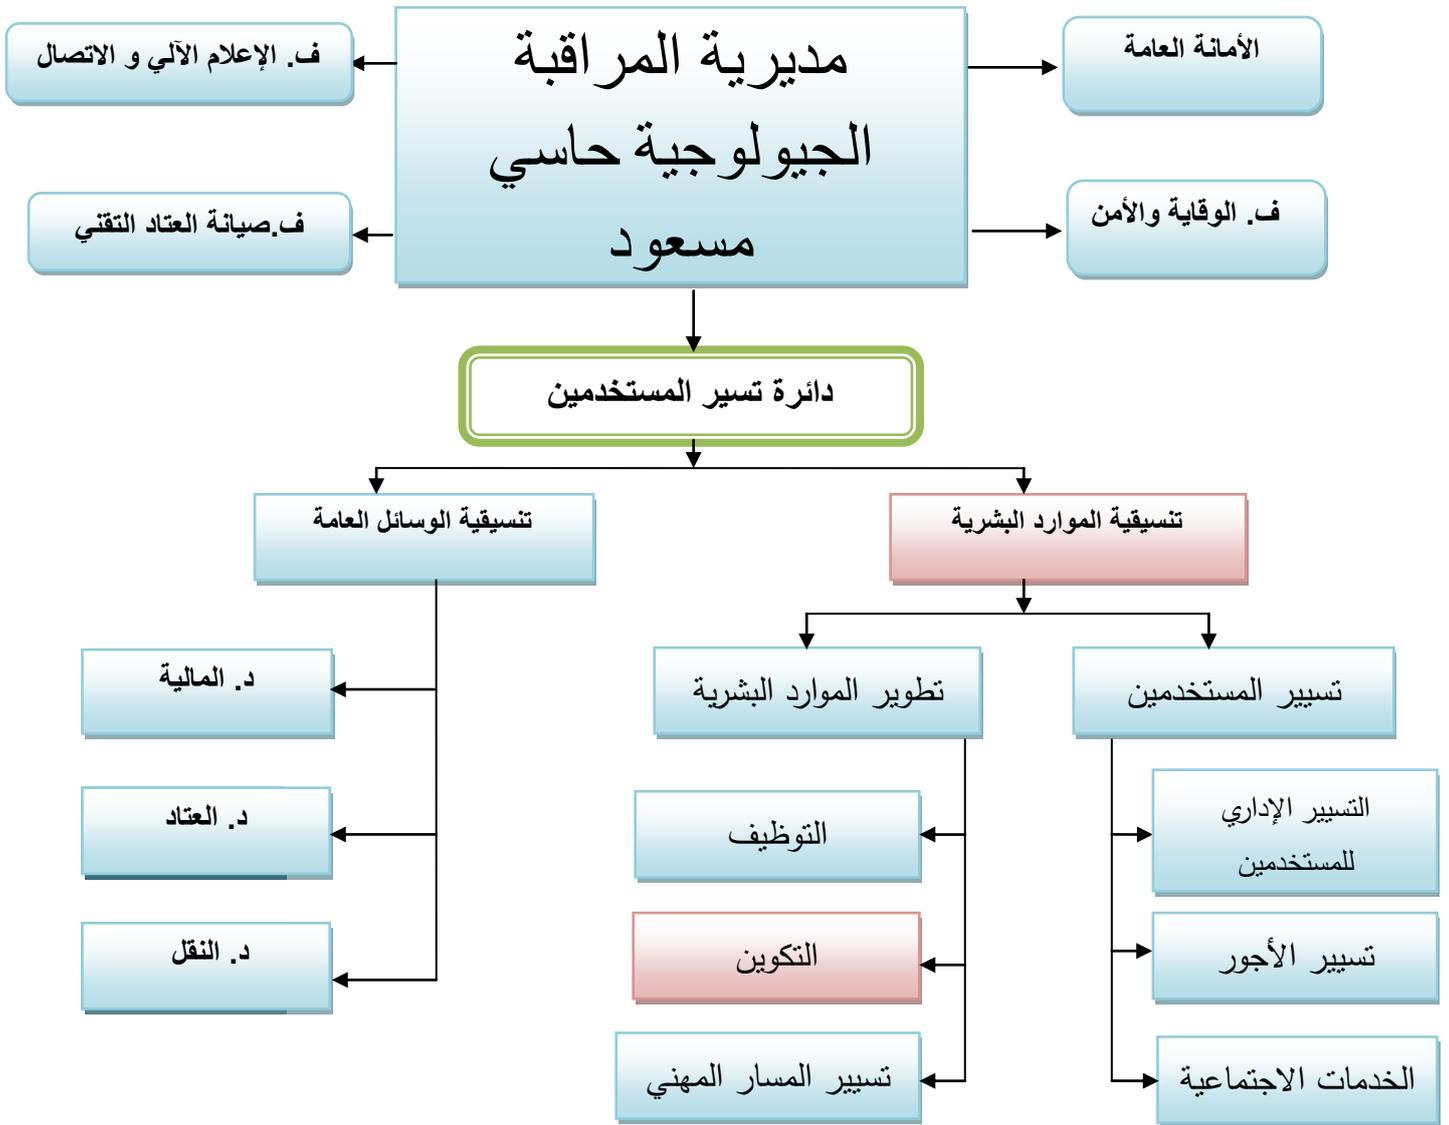 الأمانة العامة
مديرية المراقبة
الجيولوجية حاسي
مسعود
ف. الإعلام الآلي و الاتصال
ف. الوقاية والأمن
ف.صيانة العتاد التقني
دائرة تسير المستخدمين
تنسيقية الموارد البشرية
تنسيقية الوسائل العامة
تسيير المستخدمين
تطوير الموارد البشرية
د. المالية
التسيير الإداري
للمستخدمين
التوظيف
د. العتاد
تسيير الأجور
التكوين
د. النقل
الخدمات الاجتماعية
تسيير المسار المهني